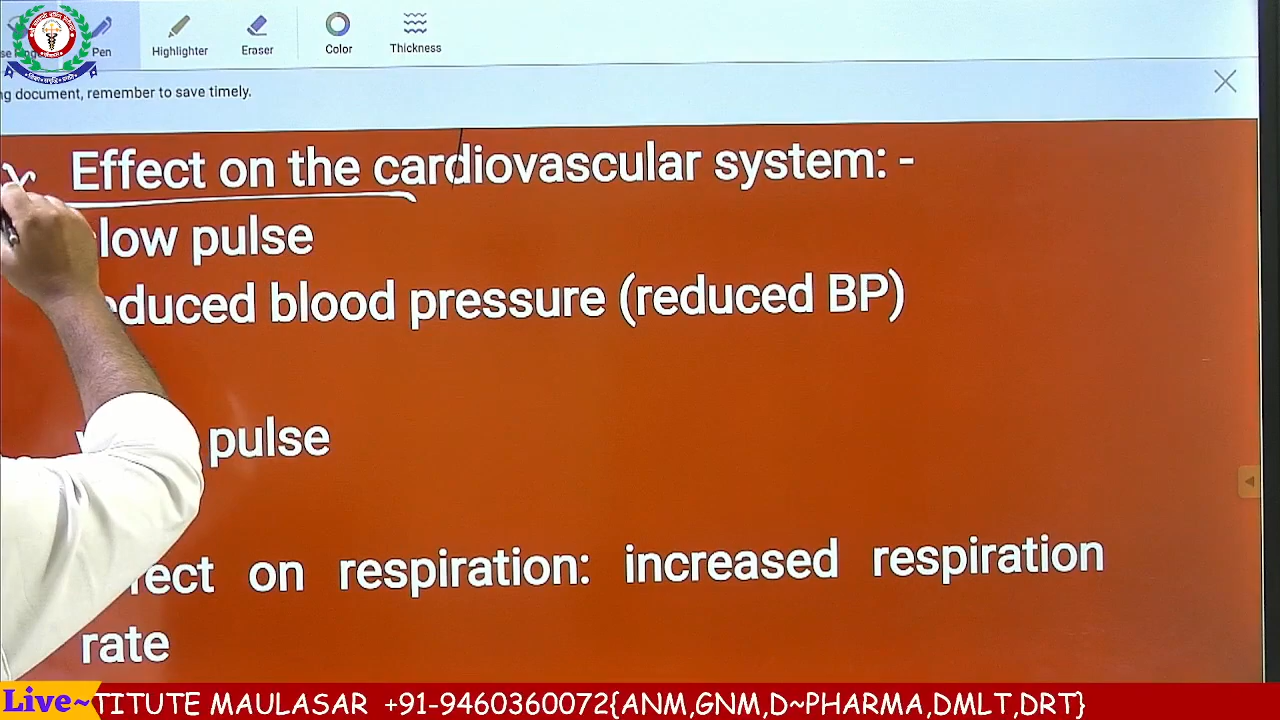 Pen
Highlighter
Eraser
Color
Thickness
ng document, remember to save timely.
Effect on the cardiovascular system: -
low pulse
educed blood pressure (reduced BP)
pulse
fect on respiration: increased respiration
rate
Live~ TITUTE MAULASAR +91-9460360072{ANM,GNM,D~PHARMA,DMLT,DRT}